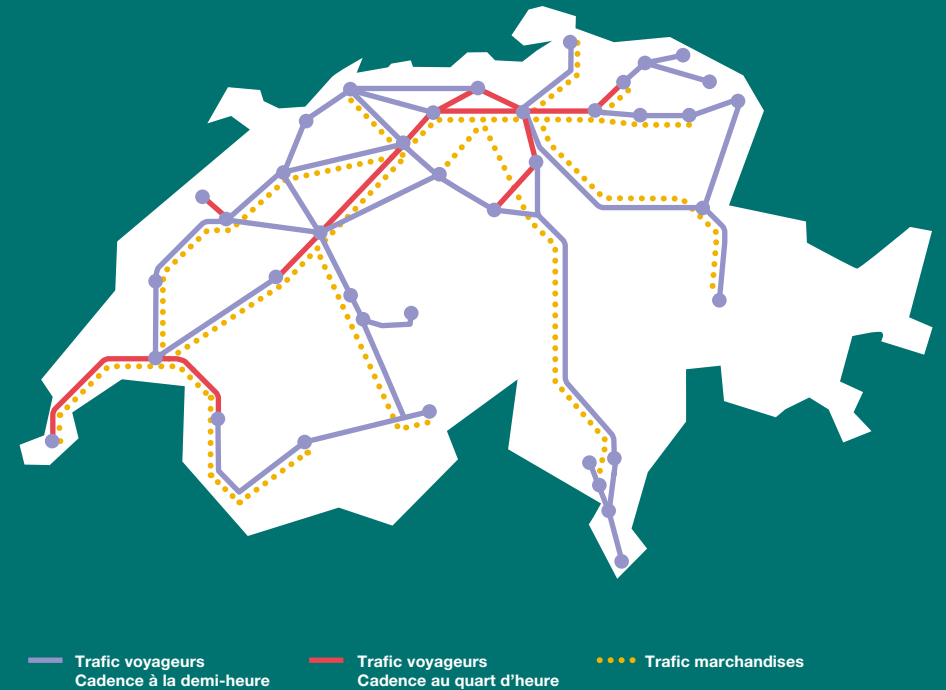 Trafic voyageurs
Cadence à la demi-heure
Trafic voyageurs
Cadence au quart d'heure
Trafic marchandises